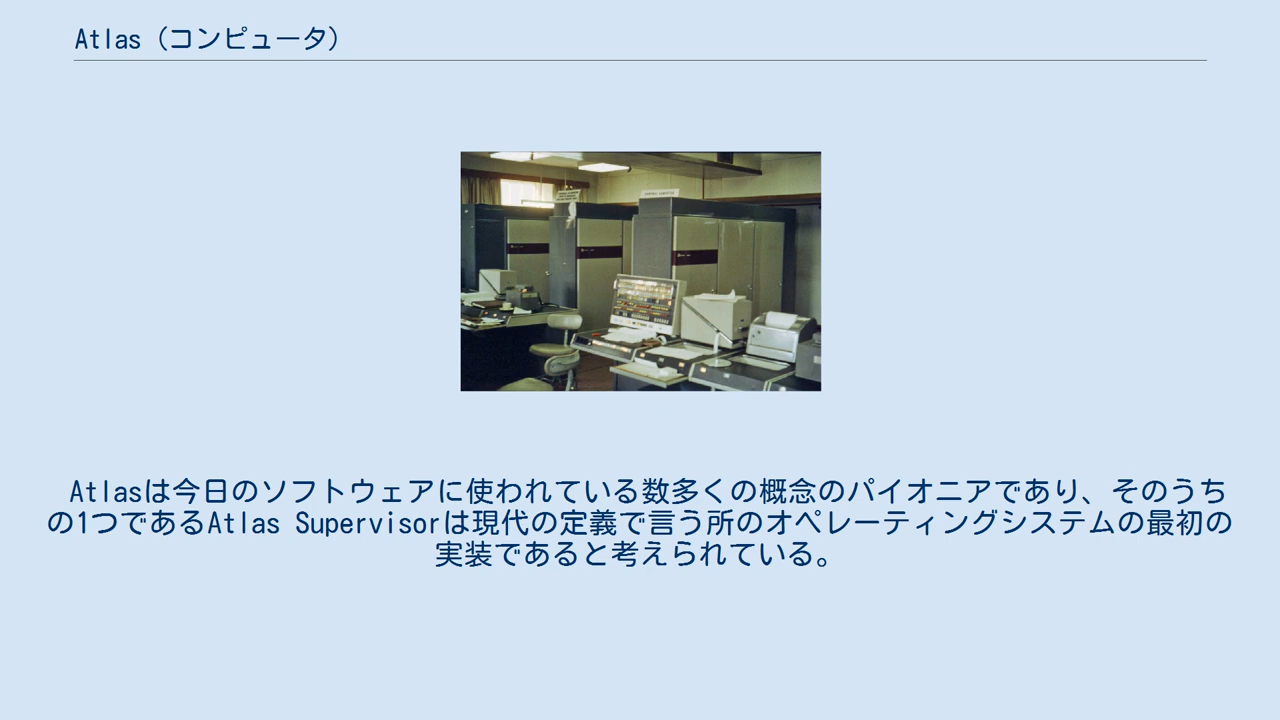 Atlas（コンピュータ）
Atlasは今日のソフトウェアに使われている数多くの概念のパイオニアであり、そのうち
の1つであるAtlas Supervisorは現代の定義で言う所のオペレーティングシステムの最初の
実装であると考えられている。